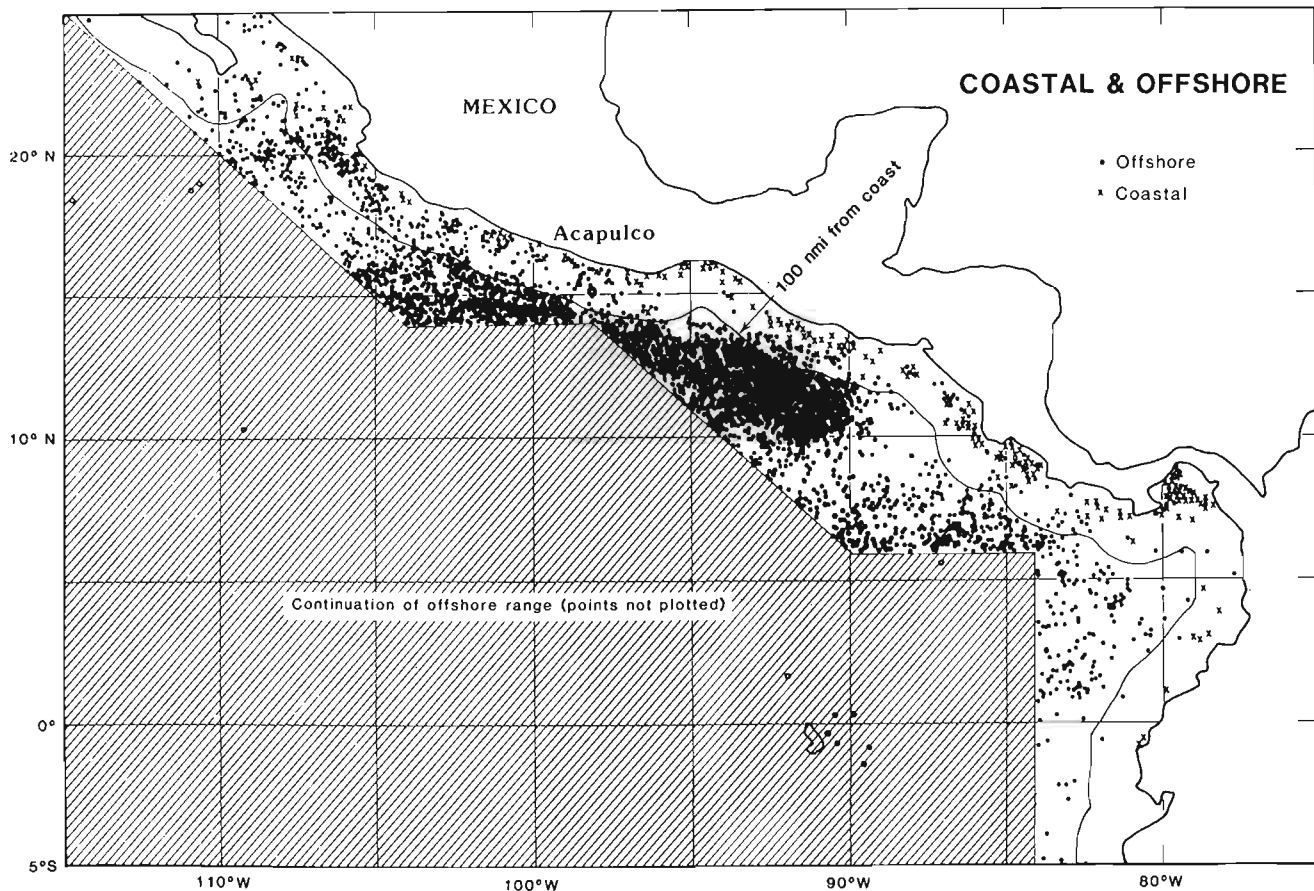 COASTAL & OFFSHORE
MEXICO
• Offshore
x Coastal
20° N
100 nmi from coast
Acapulco
10° N
Continuation of offshore range (points not plotted)
0°
5°S
110°W
100°W
90°W
80°W